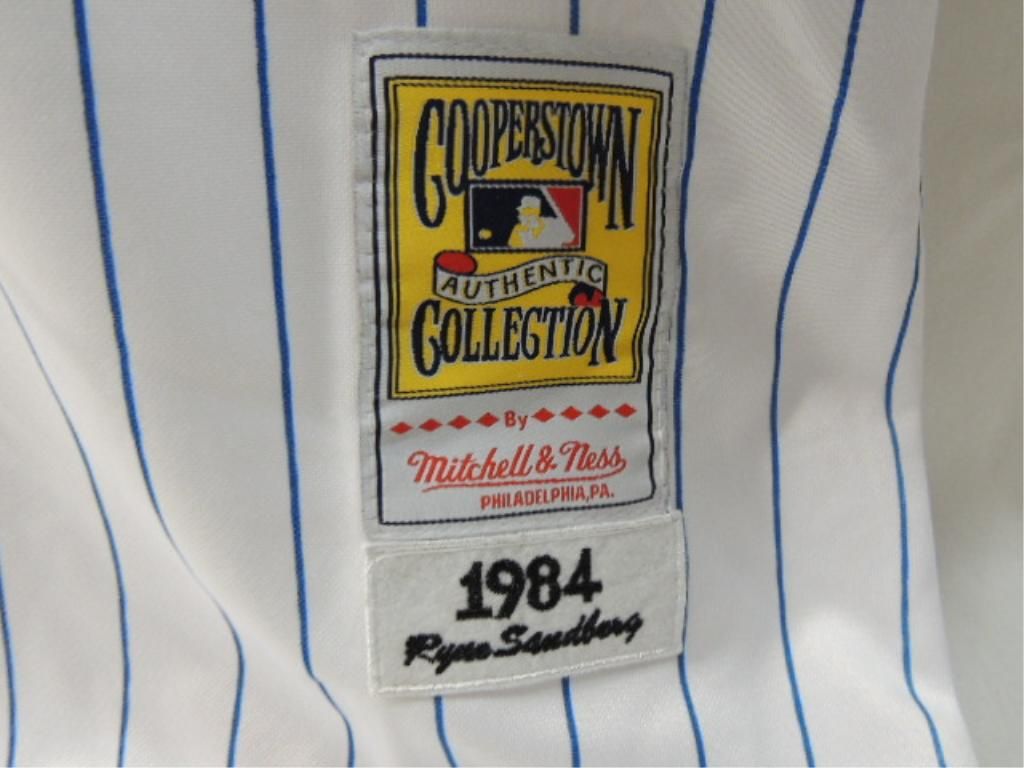 COOPERSTOWN
AUTHENTIC
COLLECTION
By
Mitchell & Ness
PHILADELPHIA, PA.
1984
Ryne Sandberg